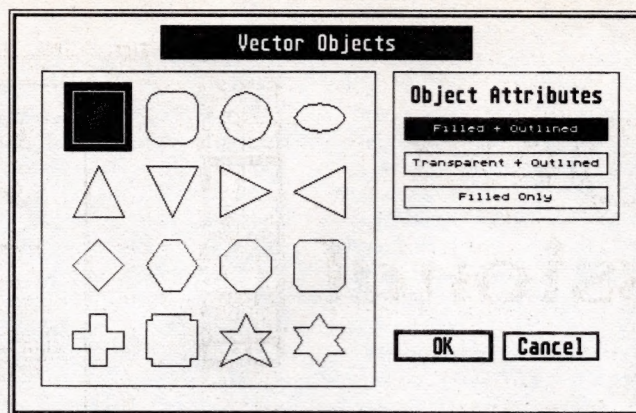 Vector Objects
Object Attributes
Filled + Outlined
Transparent + Outlined
Filled Only
OK
Cancel